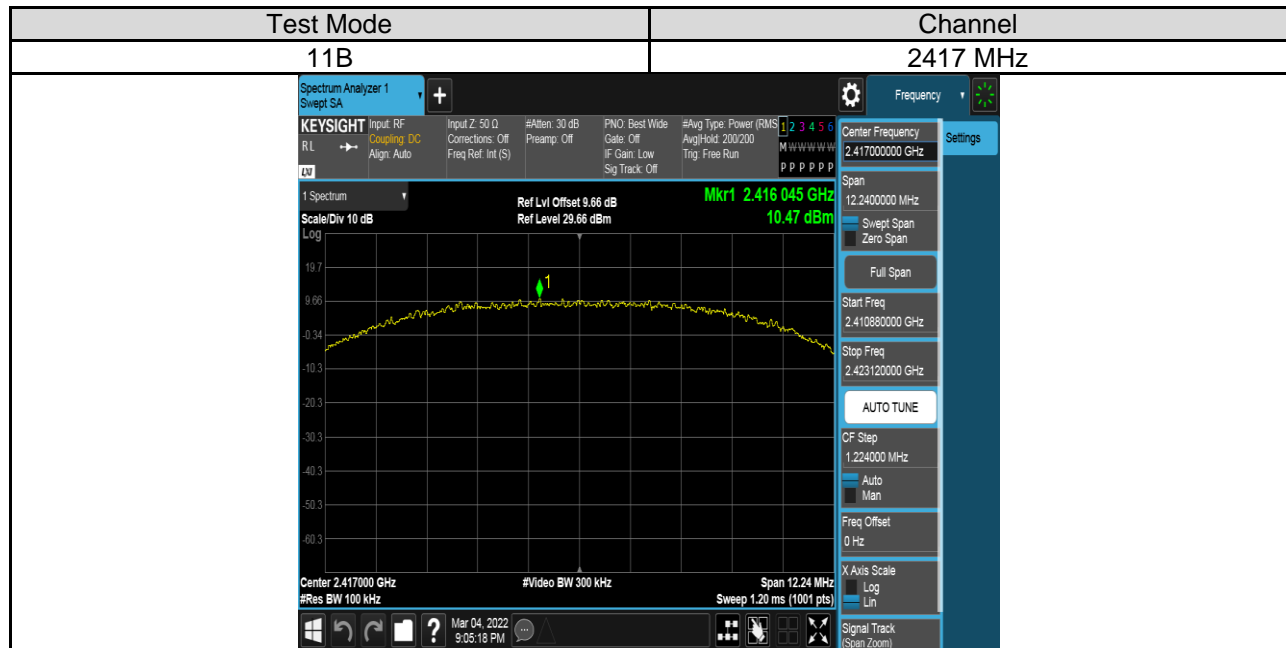 Test Mode Channel
11B 2417 MHz
Spectrum Analyzer 1
Swept SA
Frequency
KEYSIGHT Input: RF Input Z: 50 Ω #Atten: 30 dB PNO: Best Wide #Avg Type: Power (RMS 1 2 3 4 5 6
RL Coupling: DC Corrections: Off Preamp: Off Gate: Off Avg|Hold: 200/200 M W W W W W
Align: Auto Freq Ref: Int (S) IF Gain: Low Trig: Free Run
LXI Sig Track: Off P P P P P P
Center Frequency
2.417000000 GHz
Settings
1 Spectrum
Scale/Div 10 dB
Ref Lvl Offset 9.66 dB
Ref Level 29.66 dBm
Mkr1 2.416 045 GHz
10.47 dBm
Log
19.7
9.66
-0.34
-10.3
-20.3
-30.3
-40.3
-50.3
-60.3
1
Center 2.417000 GHz #Video BW 300 kHz Span 12.24 MHz
#Res BW 100 kHz Sweep 1.20 ms (1001 pts)
Span
12.2400000 MHz
Swept Span
Zero Span
Full Span
Start Freq
2.410880000 GHz
Stop Freq
2.423120000 GHz
AUTO TUNE
CF Step
1.224000 MHz
Auto
Man
Freq Offset
0 Hz
X Axis Scale
Log
Lin
Signal Track
(Span Zoom)
? Mar 04, 2022
9:05:18 PM